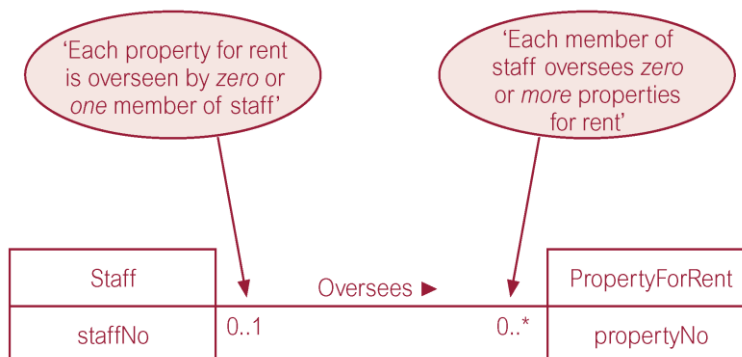 ‘Each property for rent
is overseen by zero or
one member of staff’
‘Each member of
staff oversees zero
or more properties
for rent’
Staff
Oversees ►
PropertyForRent
staffNo
0..1
0..*
propertyNo